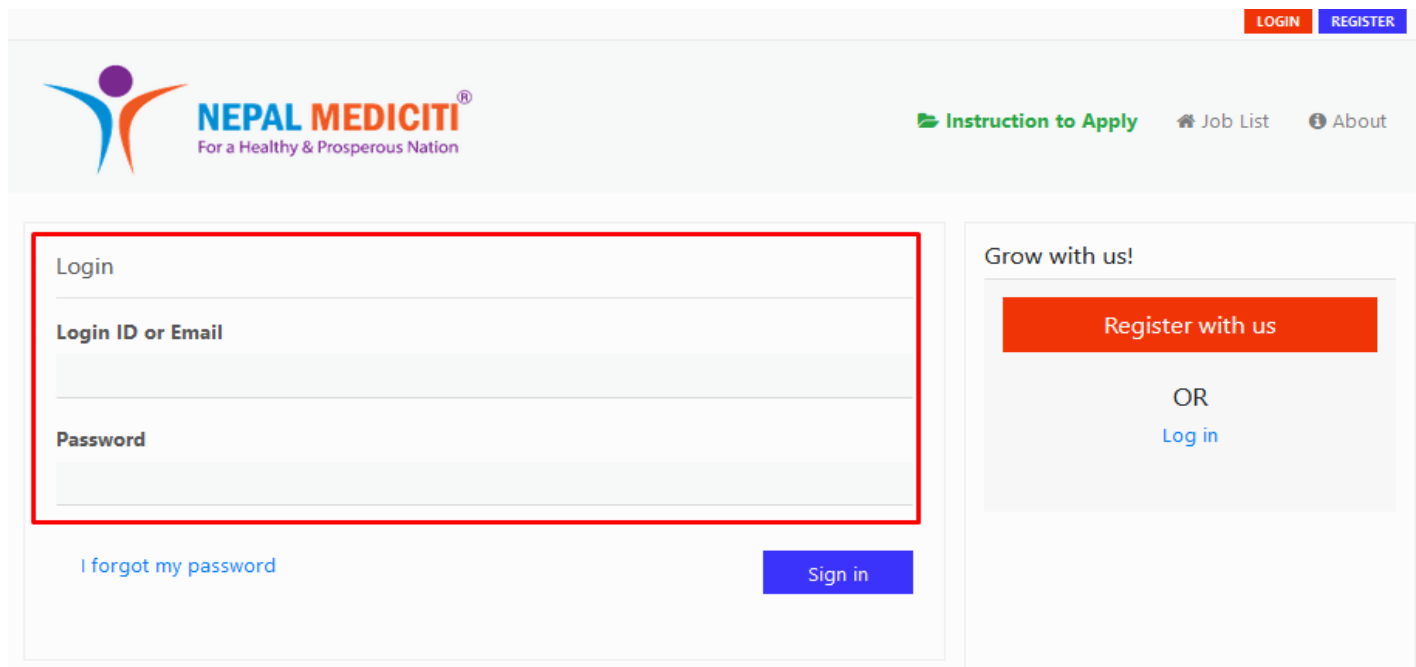 LOGIN REGISTER
NEPAL MEDICITI®
For a Healthy & Prosperous Nation
Instruction to Apply Job List About
Login
Login ID or Email
Password
I forgot my password
Sign in
Grow with us!
Register with us
OR
Log in